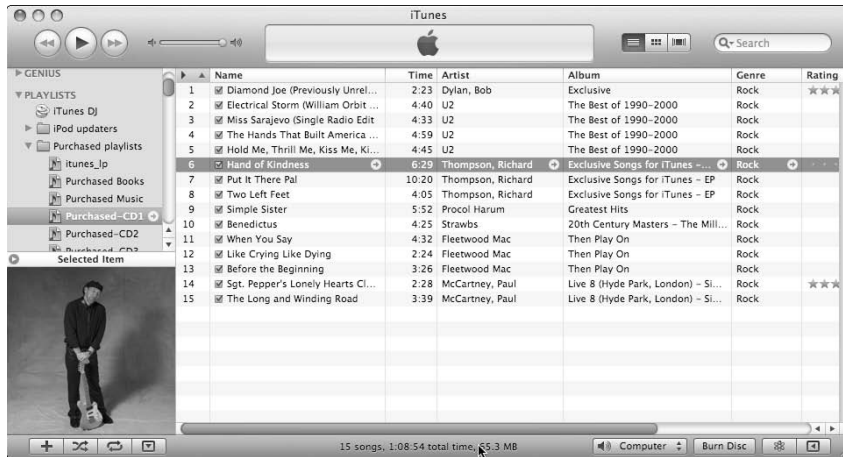 iTunes
Search
GENIUS
PLAYLISTS
iTunes DJ
iPod updaters
Purchased playlists
itunes_lp
Purchased Books
Purchased Music
Purchased-CD1
Purchased-CD2
Purchased-CD3
Selected Item
Name Time Artist Album Genre Rating
1 Diamond Joe (Previously Unrel... 2:23 Dylan, Bob Exclusive Rock
2 Electrical Storm (William Orbit ... 4:40 U2 The Best of 1990-2000 Rock
3 Miss Sarajevo (Single Radio Edit 4:33 U2 The Best of 1990-2000 Rock
4 The Hands That Built America ... 4:59 U2 The Best of 1990-2000 Rock
5 Hold Me, Thrill Me, Kiss Me, Ki... 4:45 U2 The Best of 1990-2000 Rock
6 Hand of Kindness 6:29 Thompson, Richard Exclusive Songs for iTunes -... Rock
7 Put It There Pal 10:20 Thompson, Richard Exclusive Songs for iTunes - EP Rock
8 Two Left Feet 4:05 Thompson, Richard Exclusive Songs for iTunes - EP Rock
9 Simple Sister 5:52 Procol Harum Greatest Hits Rock
10 Benedictus 4:25 Strawbs 20th Century Masters - The Mill... Rock
11 When You Say 4:32 Fleetwood Mac Then Play On Rock
12 Like Crying Like Dying 2:24 Fleetwood Mac Then Play On Rock
13 Before the Beginning 3:26 Fleetwood Mac Then Play On Rock
14 Sgt. Pepper's Lonely Hearts Cl... 2:28 McCartney, Paul Live 8 (Hyde Park, London) - Si... Rock
15 The Long and Winding Road 3:39 McCartney, Paul Live 8 (Hyde Park, London) - Si... Rock
15 songs, 1:08:54 total time, 65.3 MB
Computer
Burn Disc